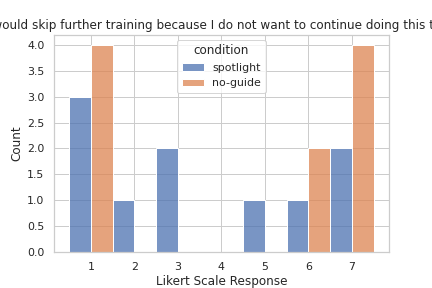 would skip further training because I do not want to continue doing this t
condition
spotlight
no-guide
4.0
3.5
3.0
2.5
2.0
1.5
1.0
0.5
0.0
Count
1 2 3 4 5 6 7
Likert Scale Response